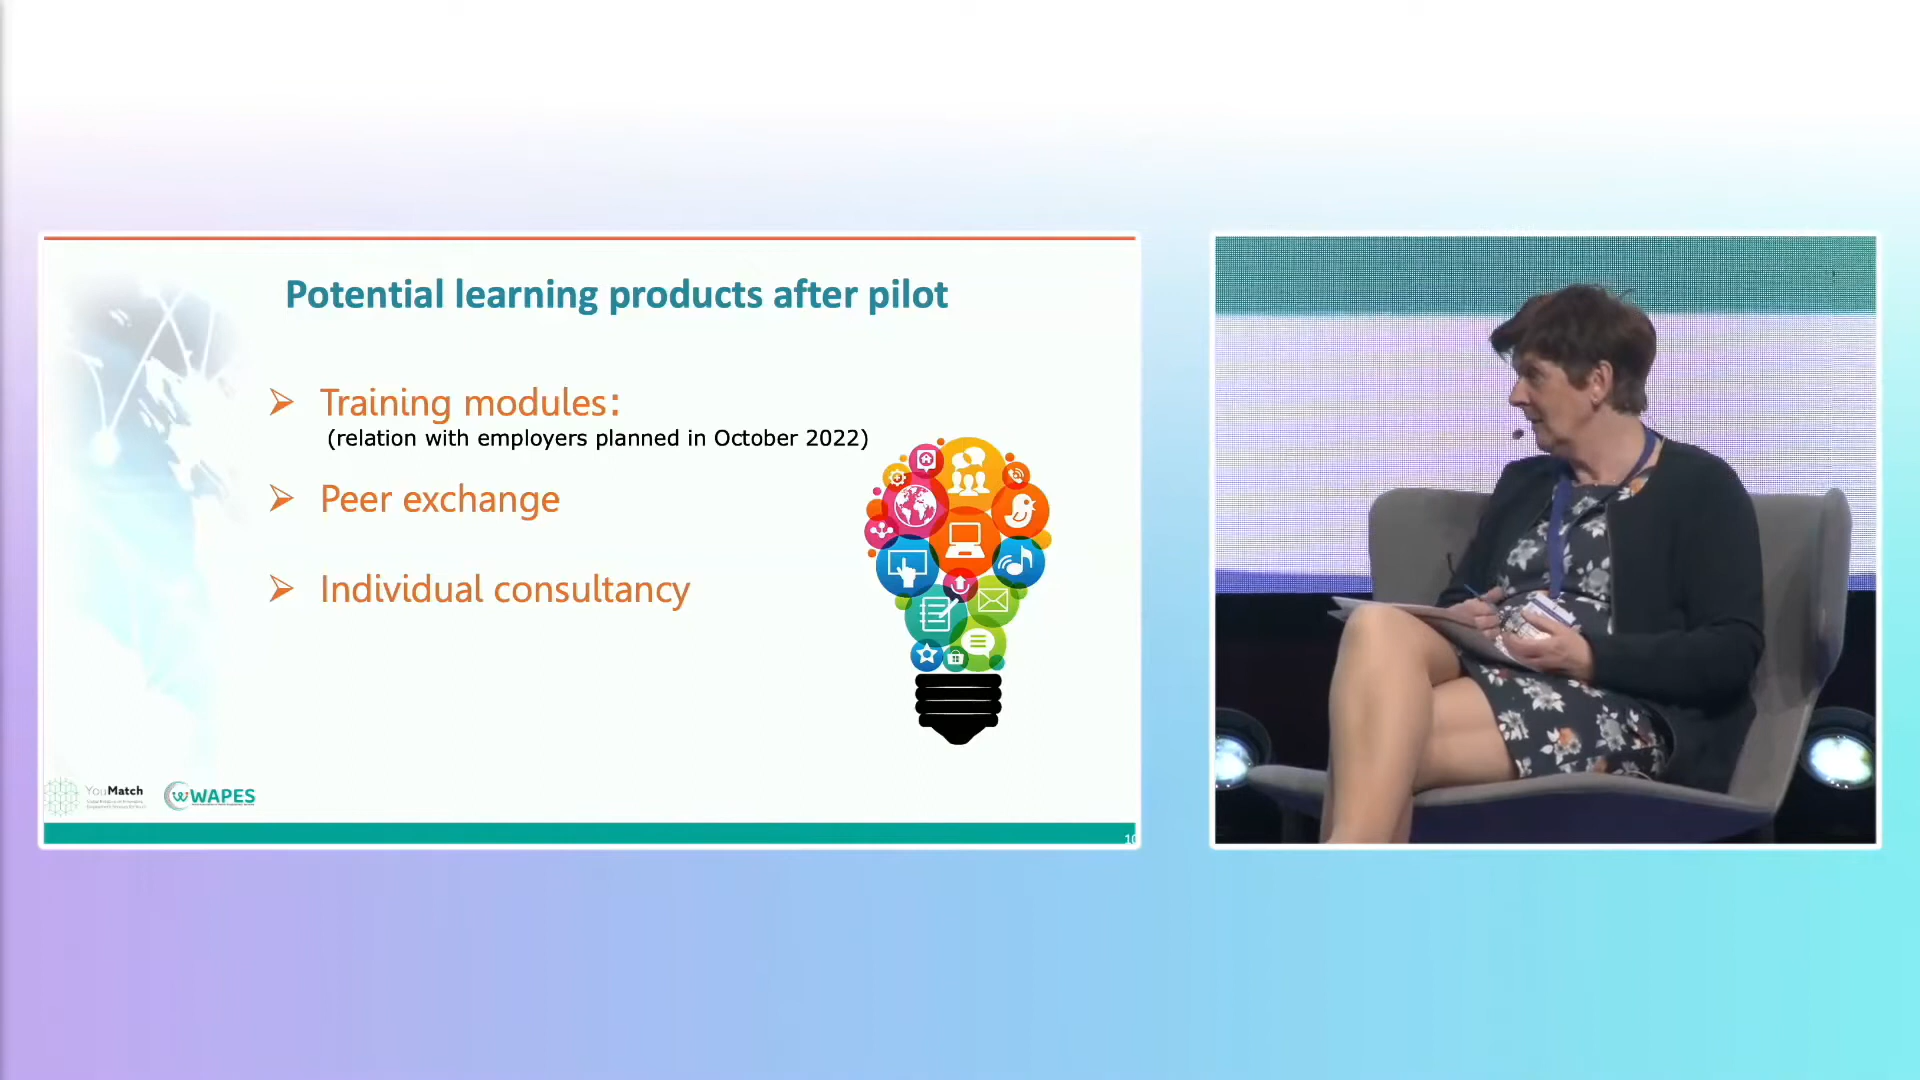 Potential learning products after pilot
➢ Training modules:
(relation with employers planned in October 2022)
➢ Peer exchange
➢ Individual consultancy
YouMatch
WAPES